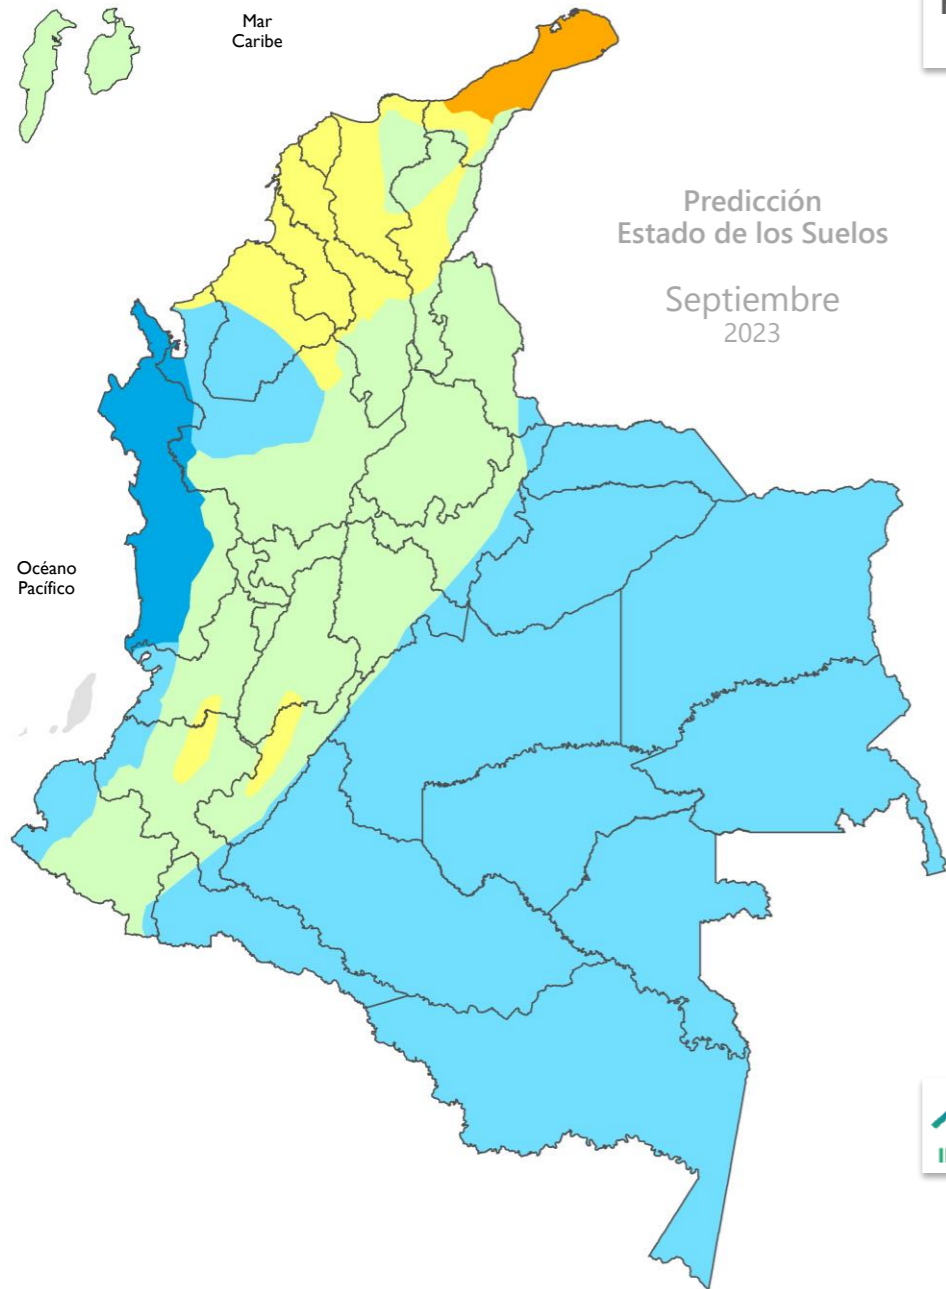 Mar
Caribe
Predicción
Estado de los Suelos
Septiembre
2023
Océano
Pacífico